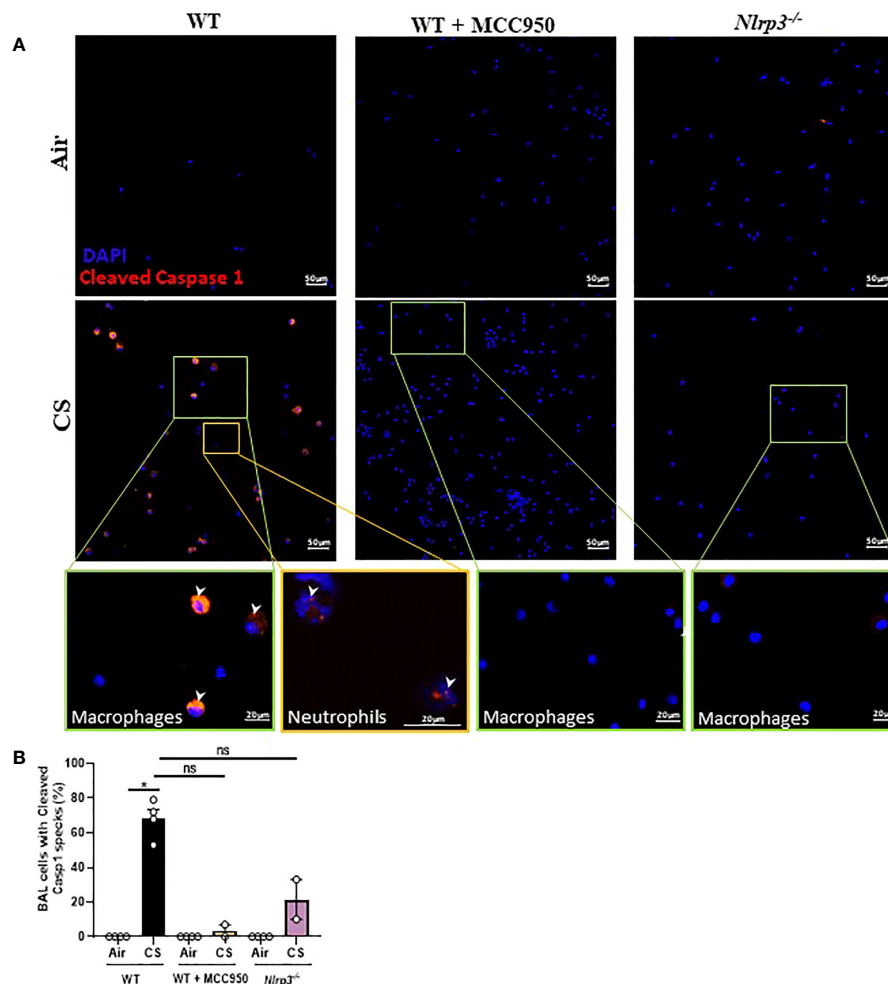 WT
WT + MCC950
Nlrp3-/-
A
Air
DAPI
Cleaved Caspase 1
50µm
50µm
50µm
CS
50µm
50µm
50µm
Macrophages
20µm
Neutrophils
20µm
Macrophages
20µm
Macrophages
20µm
B
BAL cells with Cleaved
Casp1 specks (%)
100
80
60
40
20
0
ns
ns
*
Air CS Air CS Air CS
WT WT + MCC950 Nlrp3-/-